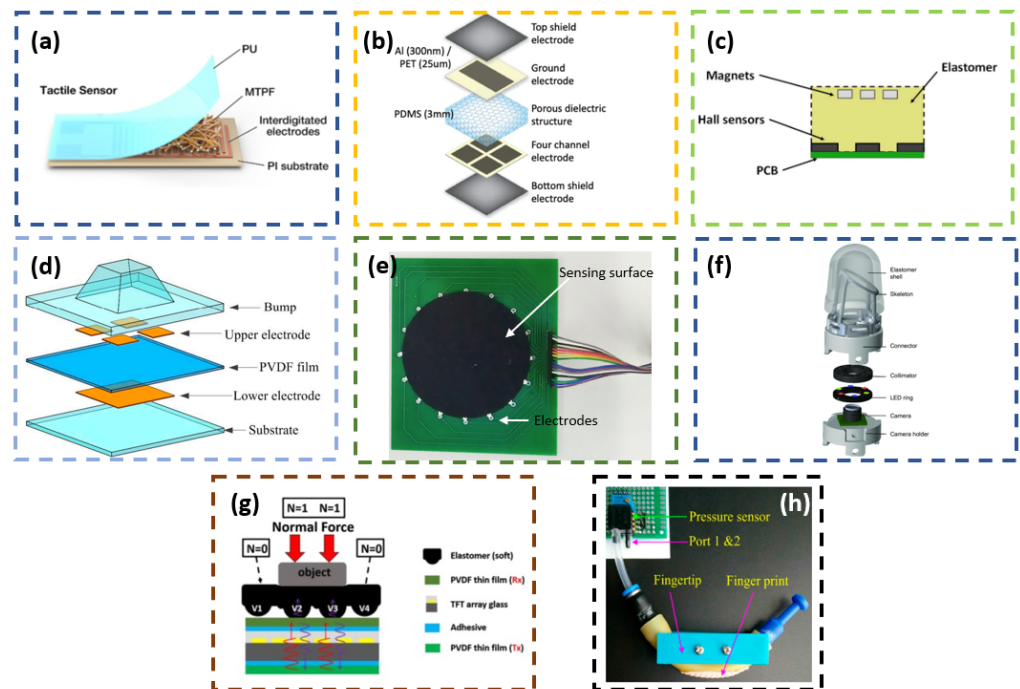 (a)
PU
Tactile Sensor
MTPF
Interdigitated
electrodes
PI substrate
(b)
Top shield
electrode
Al (300nm) /
PET (25um)
Ground
electrode
PDMS (3mm)
Porous dielectric
structure
Four channel
electrode
Bottom shield
electrode
(c)
Magnets
Elastomer
Hall sensors
PCB
(d)
Bump
Upper electrode
PVDF film
Lower electrode
Substrate
(e)
Sensing surface
Electrodes
(f)
Elastomer
shell
Skeleton
Connector
Collimator
LED ring
Camera
Camera holder
(g)
N=1 N=1
Normal Force
N=0
N=0
object
V1 V2 V3 V4
Elastomer (soft)
PVDF thin film (Rx)
TFT array glass
Adhesive
PVDF thin film (Tx)
(h)
Pressure sensor
Port 1 &2
Fingertip
Finger print